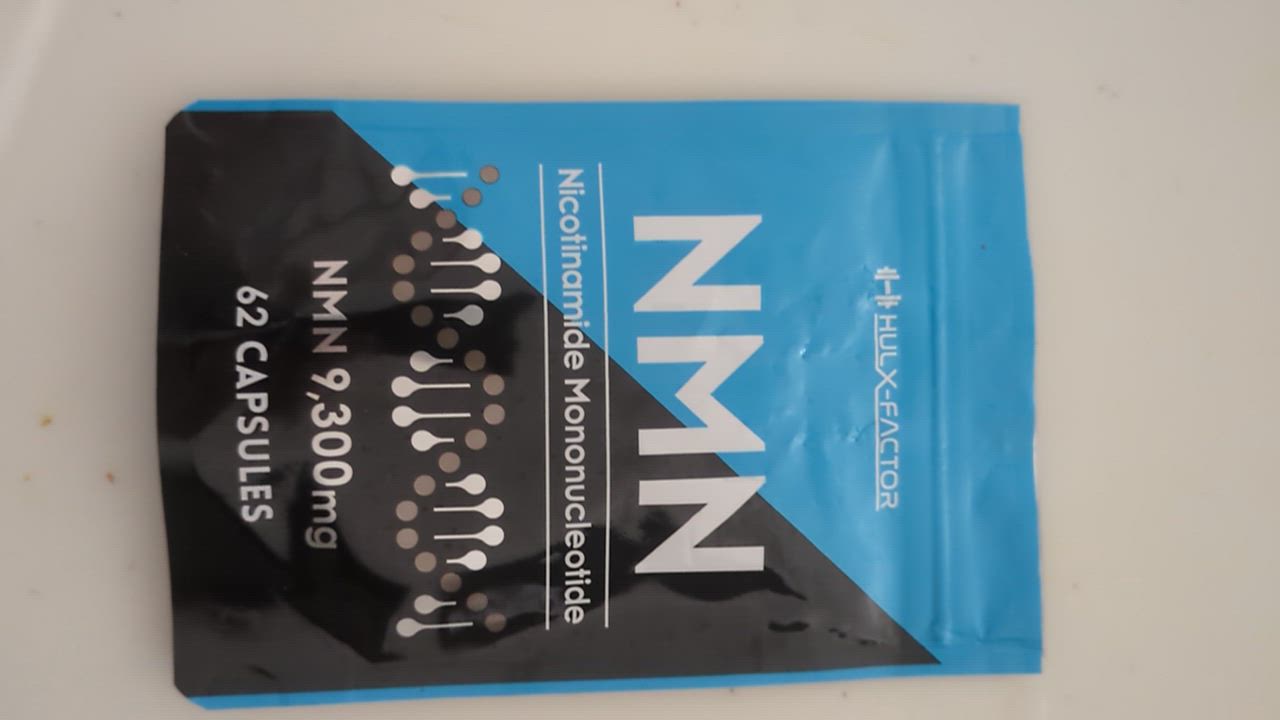 HULX-FACTOR
NMN
Nicotinamide Mononucleotide
NMN 9,300mg
62 CAPSULES